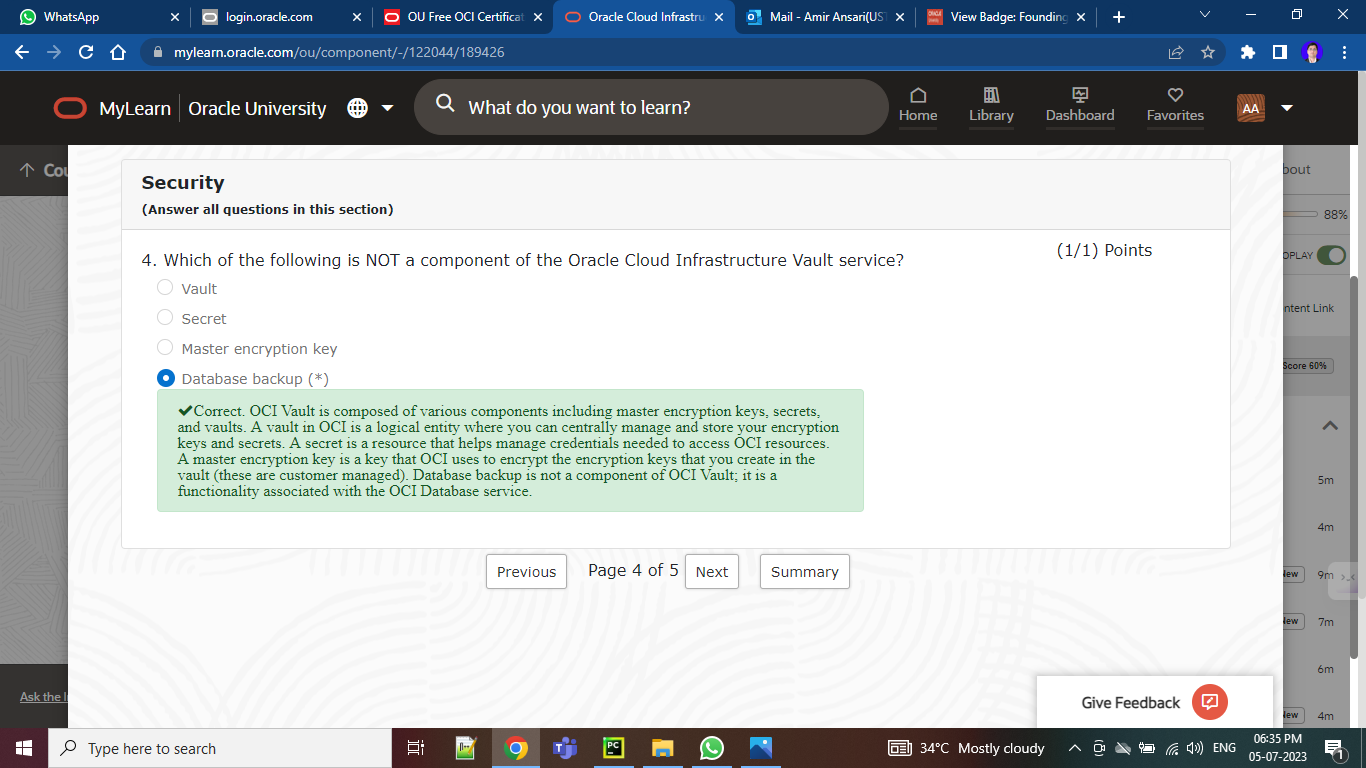 WhatsApp
login.oracle.com
OU Free OCI Certificat
Oracle Cloud Infrastru
Mail - Amir Ansari(UST
View Badge: Founding
mylearn.oracle.com/ou/component/-/122044/189426
MyLearn Oracle University
What do you want to learn?
Home
Library
Dashboard
Favorites
AA
Cou
bout
88%
OPLAY
ntent Link
Score 60%
5m
4m
New 9m
New 7m
6m
New 4m
Security
(Answer all questions in this section)
4. Which of the following is NOT a component of the Oracle Cloud Infrastructure Vault service?
(1/1) Points
Vault
Secret
Master encryption key
Database backup (*)
✔Correct. OCI Vault is composed of various components including master encryption keys, secrets,
and vaults. A vault in OCI is a logical entity where you can centrally manage and store your encryption
keys and secrets. A secret is a resource that helps manage credentials needed to access OCI resources.
A master encryption key is a key that OCI uses to encrypt the encryption keys that you create in the
vault (these are customer managed). Database backup is not a component of OCI Vault; it is a
functionality associated with the OCI Database service.
Previous
Page 4 of 5
Next
Summary
Ask the I
Give Feedback
Type here to search
34°C Mostly cloudy
ENG
06:35 PM
05-07-2023
1